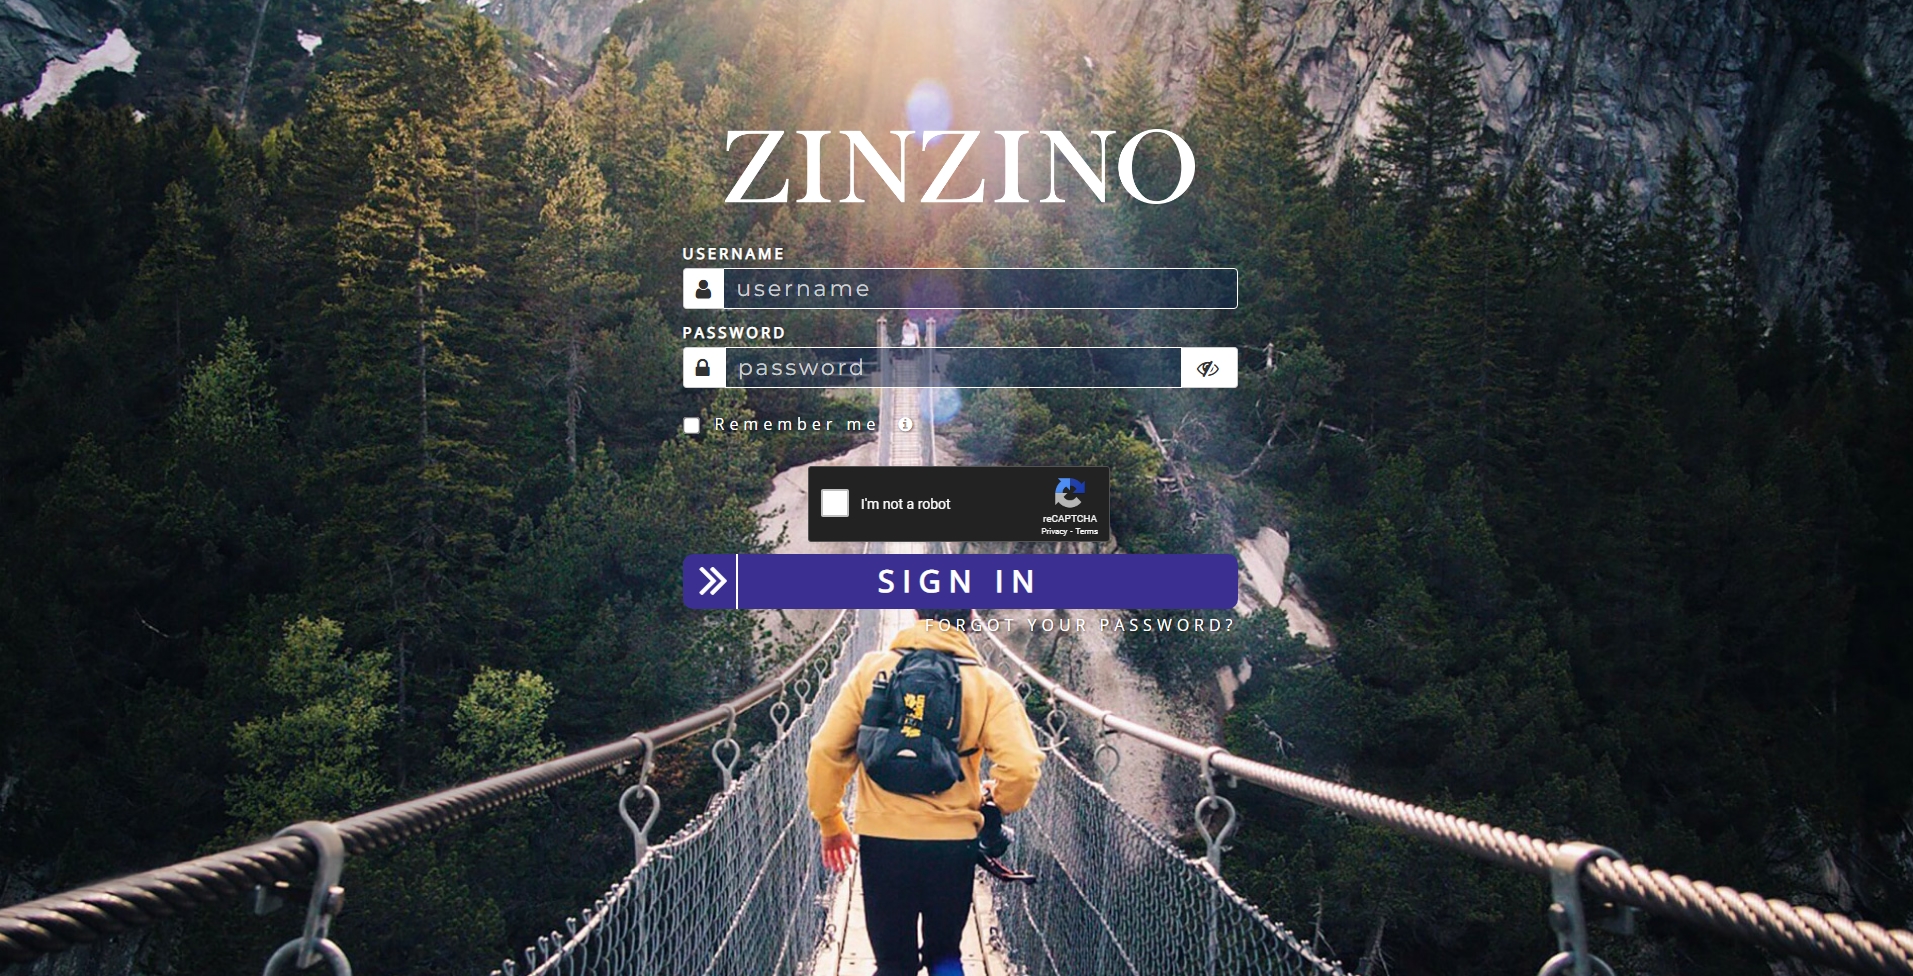 ZINZINO
USERNAME
username
PASSWORD
password
Remember me
I'm not a robot
reCAPTCHA
Privacy - Terms
SIGN IN
FORGOT YOUR PASSWORD?